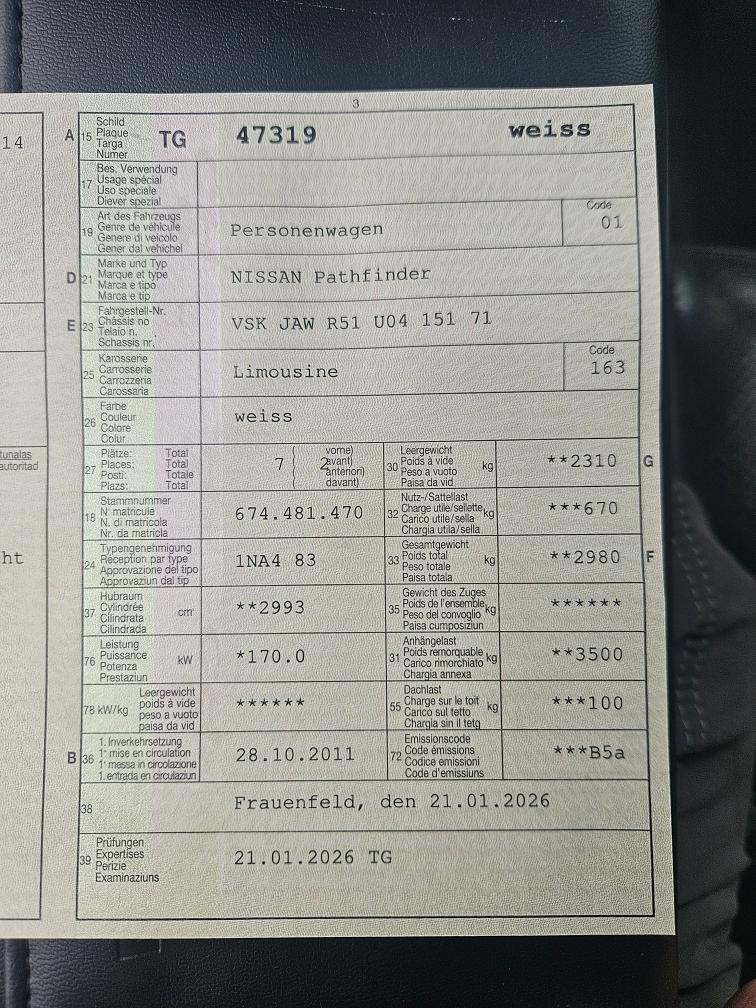 3
14
A 15 Schild
Plaque
Targa
Numer
TG 47319 weiss
17 Bes. Verwendung
Usage spécial
Uso speciale
Diever spezial
19 Art des Fahrzeugs
Genre de véhicule
Genere di veicolo
Gener dal vehichel
Personenwagen
Code
01
D 21 Marke und Typ
Marque et type
Marca e tipo
Marca e tip
NISSAN Pathfinder
E 23 Fahrgestell-Nr.
Châssis no
Telaio n.
Schassis nr.
VSK JAW R51 U04 151 71
25 Karosserie
Carrosserie
Carrozzeria
Carossaria
Limousine
Code
163
26 Farbe
Couleur
Colore
Colur
weiss
tunalas
autoritad
27 Plätze: Total
Places: Total
Posti: Totale
Plazs: Total
7 ( 2 vorne)
avant)
anteriori)
davant)
30 Leergewicht
Poids à vide
Peso a vuoto
Paisa da vid
kg
**2310 G
18 Stammnummer
N° matricule
N. di matricola
Nr. da matricla
674.481.470
32 Nutz-/Sattellast
Charge utile/sellette
Carico utile/sella
Chargia utila/sella
kg
***670
ht
24 Typengenehmigung
Réception par type
Approvazione del tipo
Approvaziun dal tip
1NA4 83
33 Gesamtgewicht
Poids total
Peso totale
Paisa totala
kg
**2980 F
37 Hubraum
Cylindrée
Cilindrata
Cilindrada
cm³
**2993
35 Gewicht des Zuges
Poids de l'ensemble
Peso del convoglio
Paisa cumposiziun
kg
******
76 Leistung
Puissance
Potenza
Prestaziun
kW
*170.0
31 Anhängelast
Poids remorquable
Carico rimorchiato
Chargia annexa
kg
**3500
78 kW/kg Leergewicht
poids à vide
peso a vuoto
paisa da vid
******
55 Dachlast
Charge sur le toit
Carico sul tetto
Chargia sin il tetg
kg
***100
B 36 1. Inverkehrsetzung
1re mise en circulation
1a messa in circolazione
1. entrada en circulaziun
28.10.2011
72 Emissionscode
Code émissions
Codice emissioni
Code d'emissiuns
***B5a
38 Frauenfeld, den 21.01.2026
39 Prüfungen
Expertises
Perizie
Examinaziuns
21.01.2026 TG